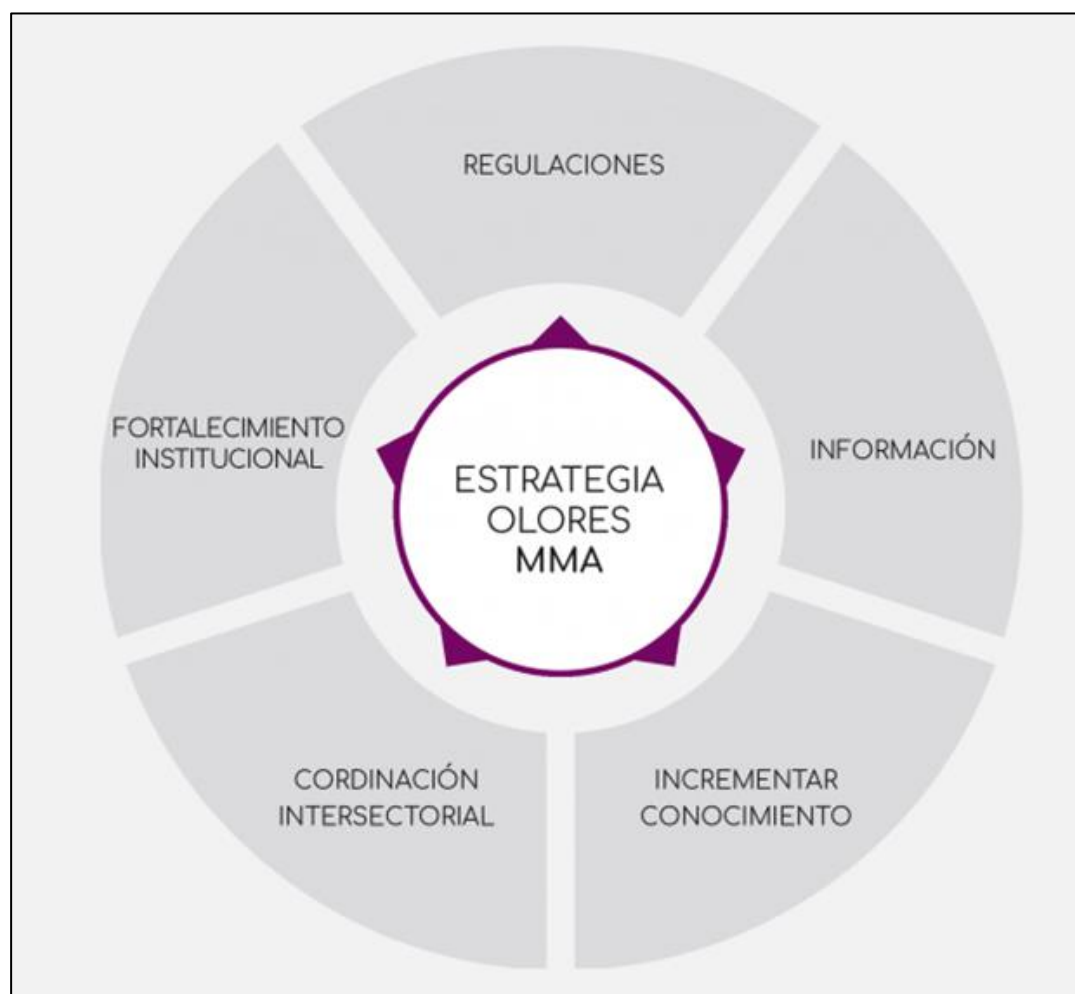 REGULACIONES
INFORMACIÓN
INCREMENTAR
CONOCIMIENTO
CORDINACIÓN
INTERSECTORIAL
FORTALECIMIENTO
INSTITUCIONAL
ESTRATEGIA
OLORES
MMA